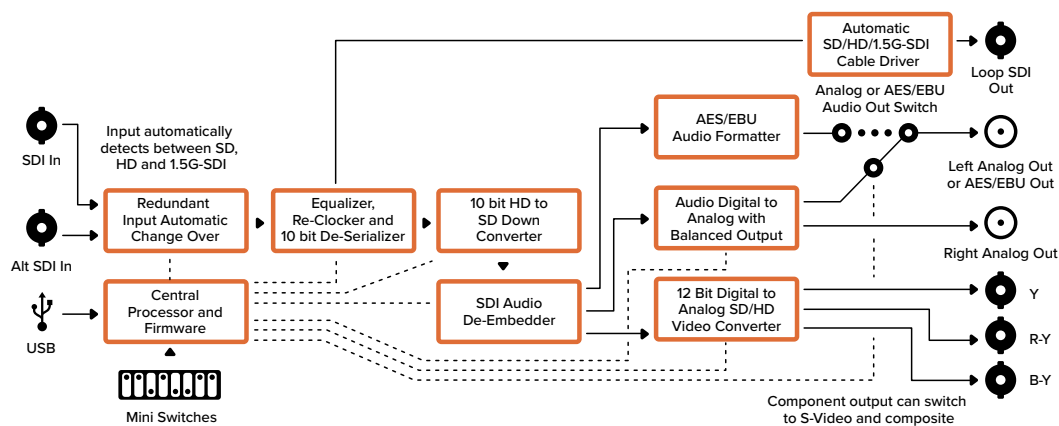 Automatic
SD/HD/1.5G-SDI
Cable Driver
Loop SDI
Out
Analog or AES/EBU
Audio Out Switch
Input automatically
detects between SD,
HD and 1.5G-SDI
SDI In
AES/EBU
Audio Formatter
Left Analog Out
or AES/EBU Out
Redundant
Input Automatic
Change Over
Equalizer,
Re-Clocker and
10 bit De-Serializer
10 bit HD to
SD Down
Converter
Audio Digital to
Analog with
Balanced Output
Alt SDI In
Right Analog Out
Central
Processor and
Firmware
SDI Audio
De-Embedder
12 Bit Digital to
Analog SD/HD
Video Converter
Y
USB
R-Y
B-Y
Mini Switches
Component output can switch
to S-Video and composite